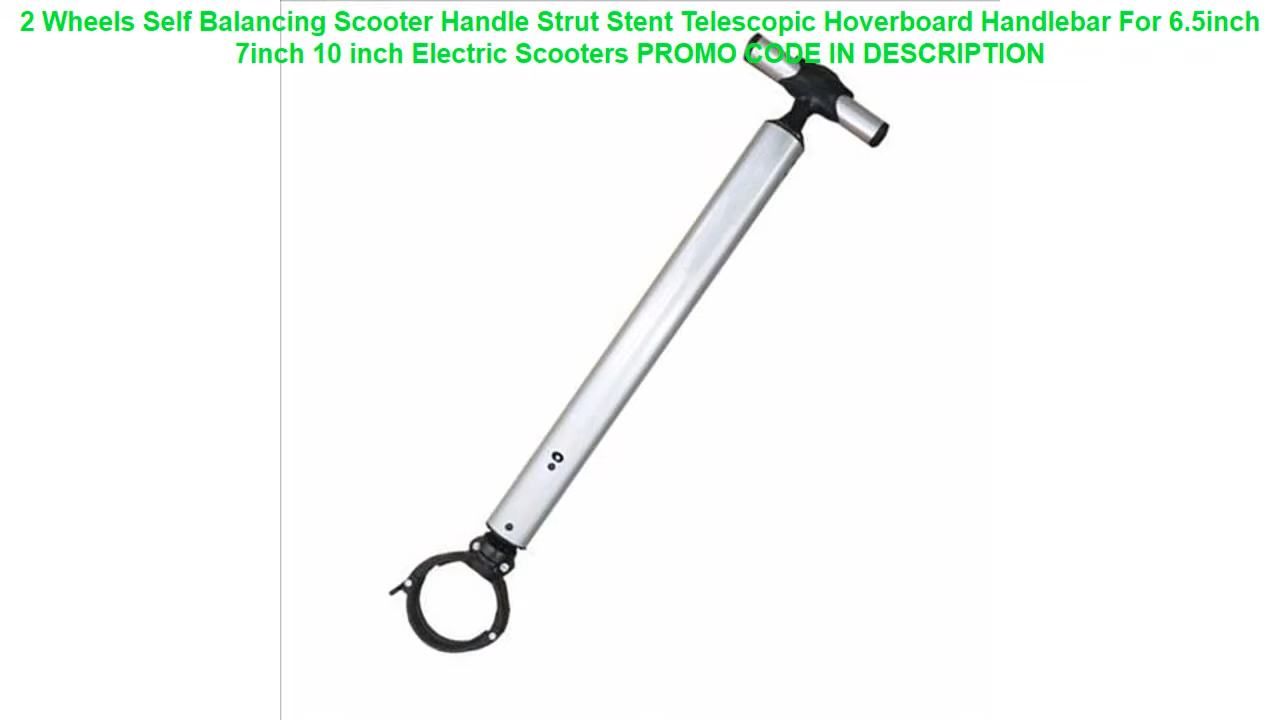 2 Wheels Self Balancing Scooter Handle Strut Stent Telescopic Hoverboard Handlebar For 6.5inch
7inch 10 inch Electric Scooters PROMO CODE IN DESCRIPTION